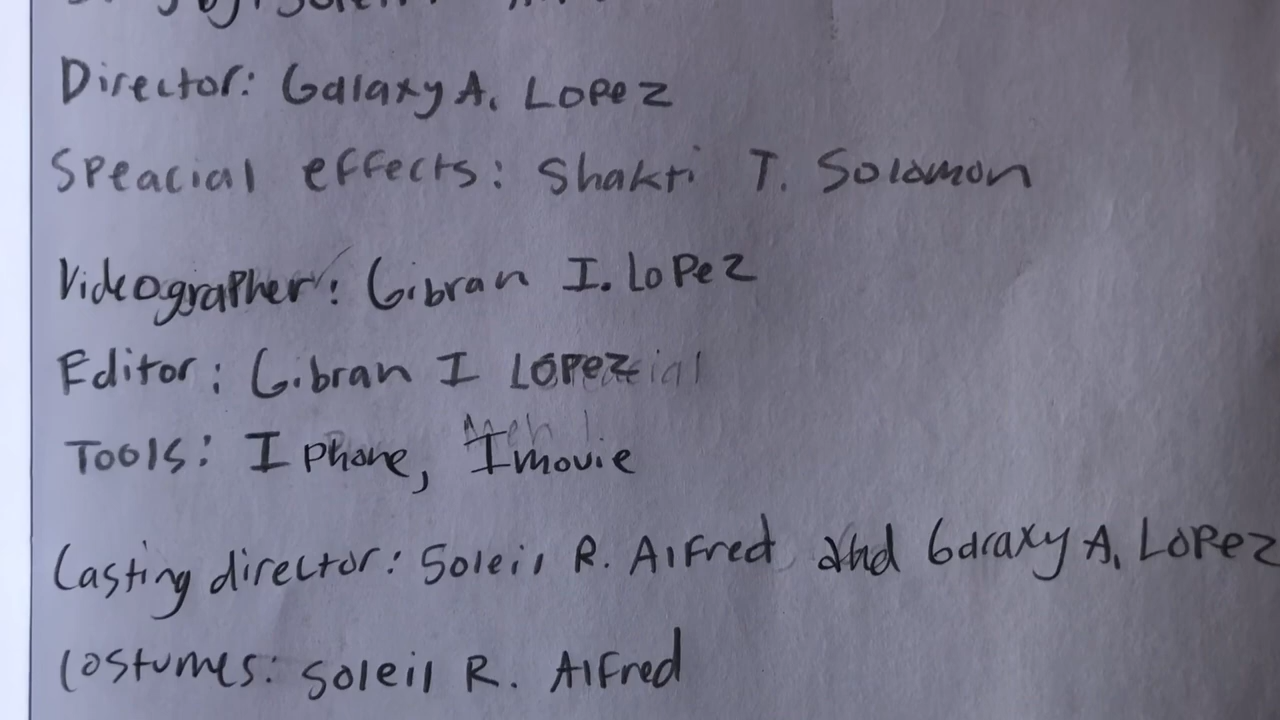 Director: Galaxy A. Lopez
Speacial effects: Shakti T. Solomon
Videographer: Gibran I. Lopez
Editor: Gibran I Lopez
Tools: I phone, Imovie
Casting director: Soleil R. Alfred and Galaxy A. Lopez
Costumes: Soleil R. Alfred